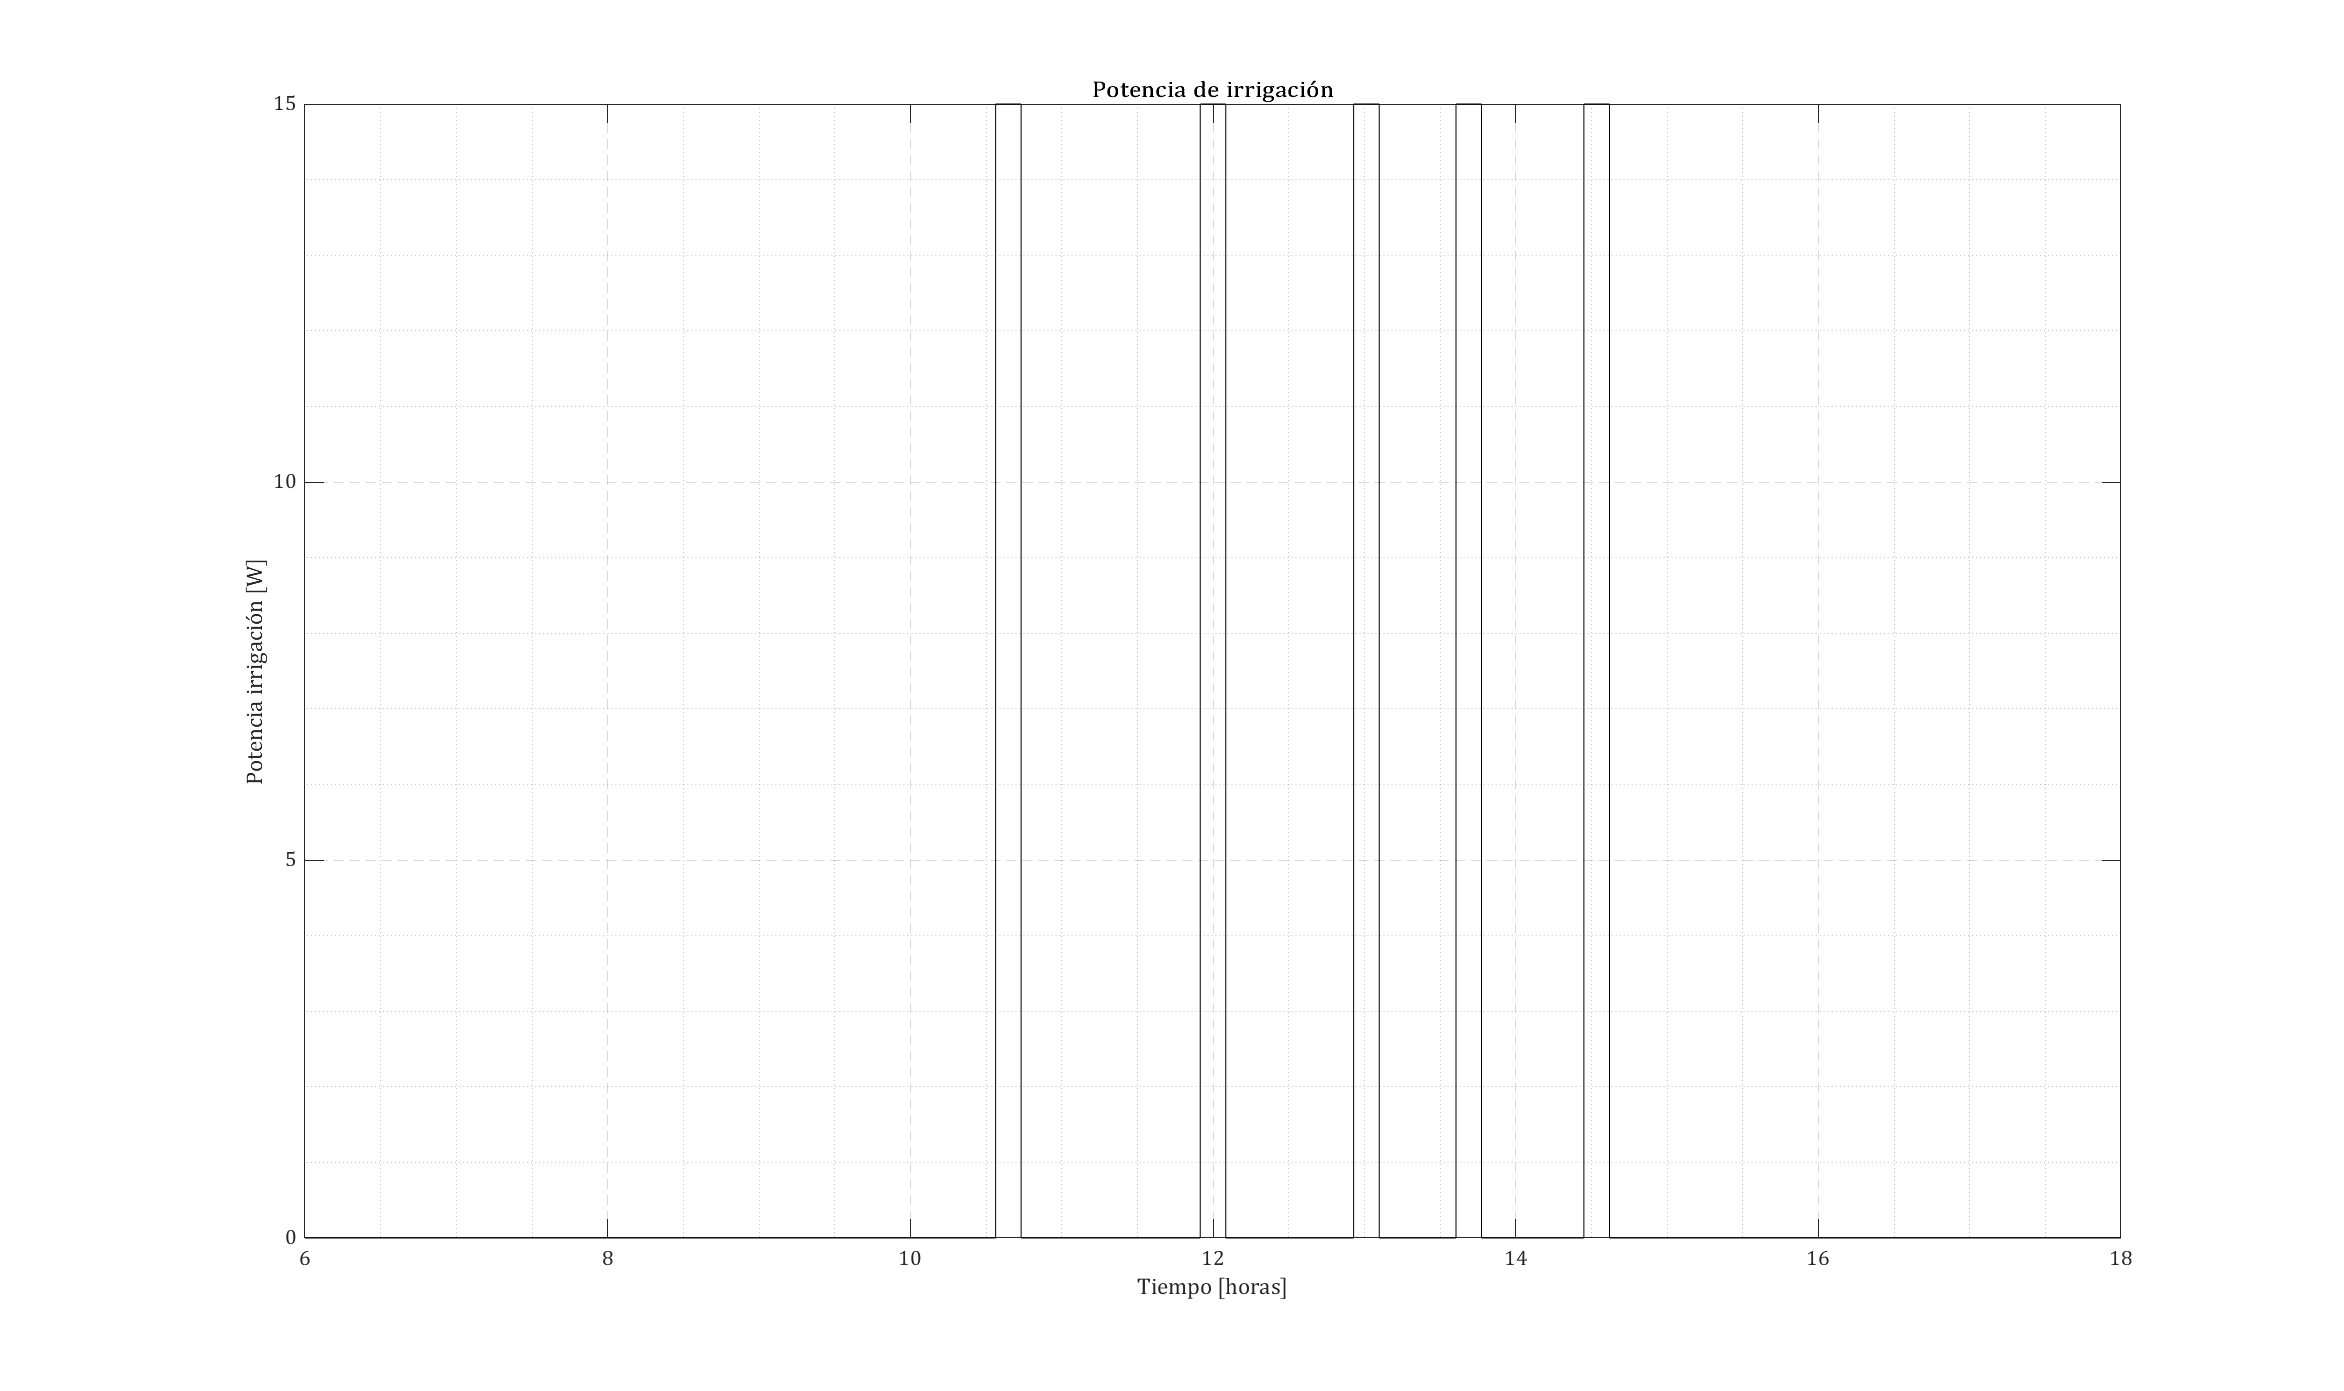 Potencia de irrigación
15
10
5
0
Potencia irrigación [W]
6 8 10 12 14 16 18
Tiempo [horas]